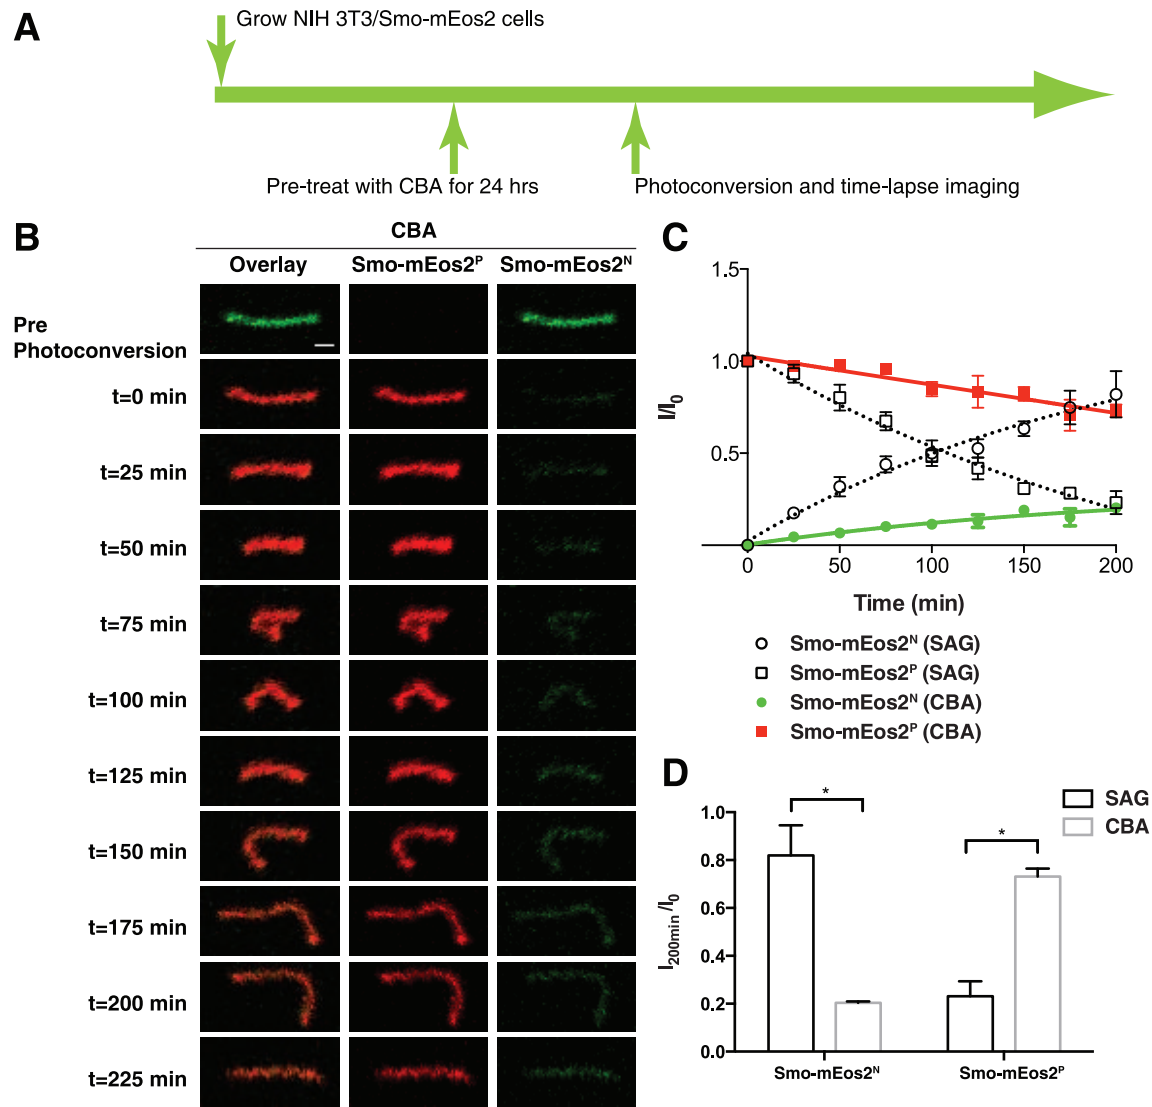 A
Grow NIH 3T3/Smo-mEos2 cells
Pre-treat with CBA for 24 hrs
Photoconversion and time-lapse imaging
B
CBA
Overlay
Smo-mEos2ᴾ
Smo-mEos2ᴺ
Pre
Photoconversion
t=0 min
t=25 min
t=50 min
t=75 min
t=100 min
t=125 min
t=150 min
t=175 min
t=200 min
t=225 min
C
1.5
1.0
0.5
I/I₀
0
50
100
150
200
Time (min)
Smo-mEos2ᴺ (SAG)
Smo-mEos2ᴾ (SAG)
Smo-mEos2ᴺ (CBA)
Smo-mEos2ᴾ (CBA)
D
SAG
CBA
*
*
1.0
0.8
0.6
0.4
0.2
0.0
I₂₀₀ₘᵢₙ/I₀
Smo-mEos2ᴺ
Smo-mEos2ᴾ